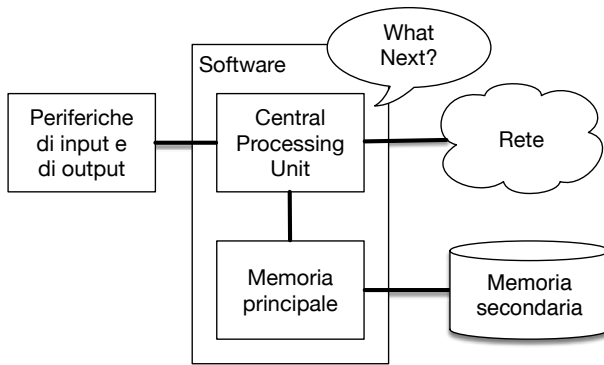 What
Next?
Software
Periferiche
di input e
di output
Central
Processing
Unit
Rete
Memoria
principale
Memoria
secondaria